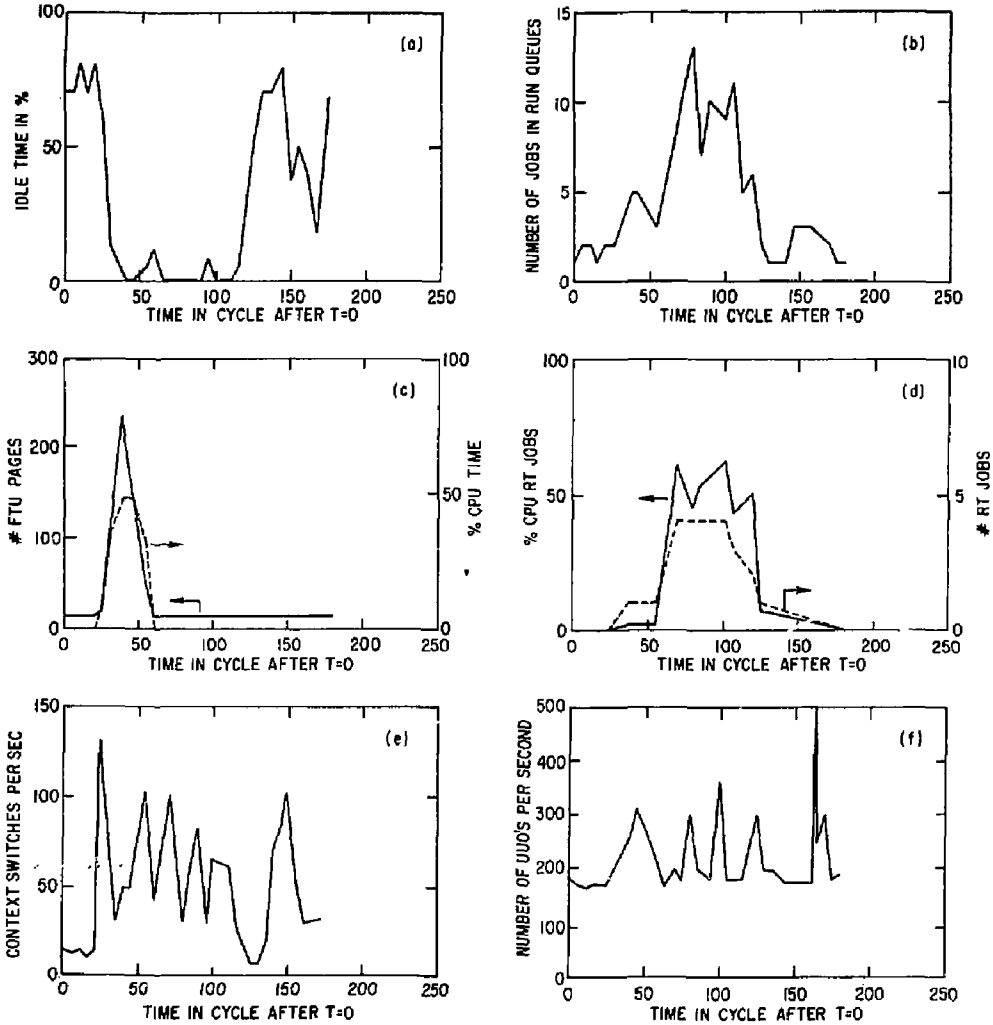 (a)
IDLE TIME IN %
100
50
0
0 50 100 150 200 250
TIME IN CYCLE AFTER T=0
(b)
NUMBER OF JOBS IN RUN QUEUES
15
10
5
0
0 50 100 150 200 250
TIME IN CYCLE AFTER T=0
(c)
# FTU PAGES
300
200
100
0
100
50
0
% CPU TIME
0 50 100 150 200 250
TIME IN CYCLE AFTER T=0
(d)
% CPU RT JOBS
100
50
0
10
5
0
# RT JOBS
0 50 100 150 200 250
TIME IN CYCLE AFTER T=0
(e)
CONTEXT SWITCHES PER SEC
150
100
50
0
0 50 100 150 200 250
TIME IN CYCLE AFTER T=0
(f)
NUMBER OF UUO'S PER SECOND
500
400
300
200
100
0
0 50 100 150 200 250
TIME IN CYCLE AFTER T=0